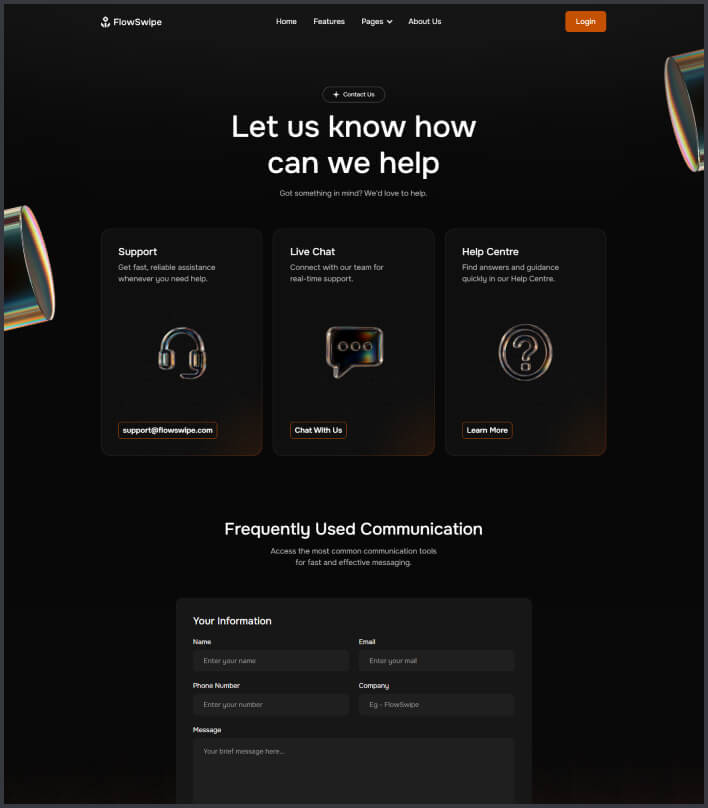 FlowSwipe
Home Features Pages About Us
Login
Contact Us
Let us know how
can we help
Got something in mind? We'd love to help.
Support
Get fast, reliable assistance
whenever you need help.
support@flowswipe.com
Live Chat
Connect with our team for
real-time support.
Chat With Us
Help Centre
Find answers and guidance
quickly in our Help Centre.
Learn More
Frequently Used Communication
Access the most common communication tools
for fast and effective messaging.
Your Information
Name
Enter your name
Email
Enter your mail
Phone Number
Enter your number
Company
Eg - FlowSwipe
Message
Your brief message here...